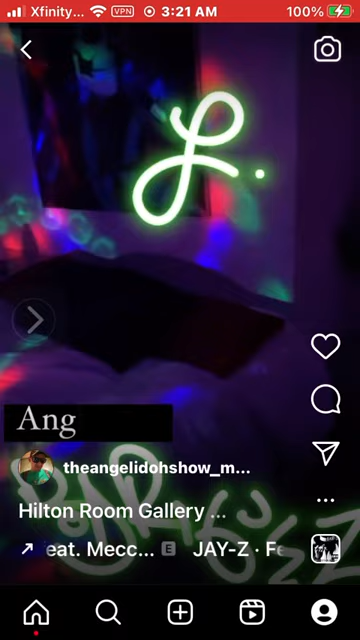 Xfinity... VPN 3:21 AM 100%
L.
Ang
theangelidohshow_m...
Hilton Room Gallery ...
eat. Mecc... E JAY-Z · Fe